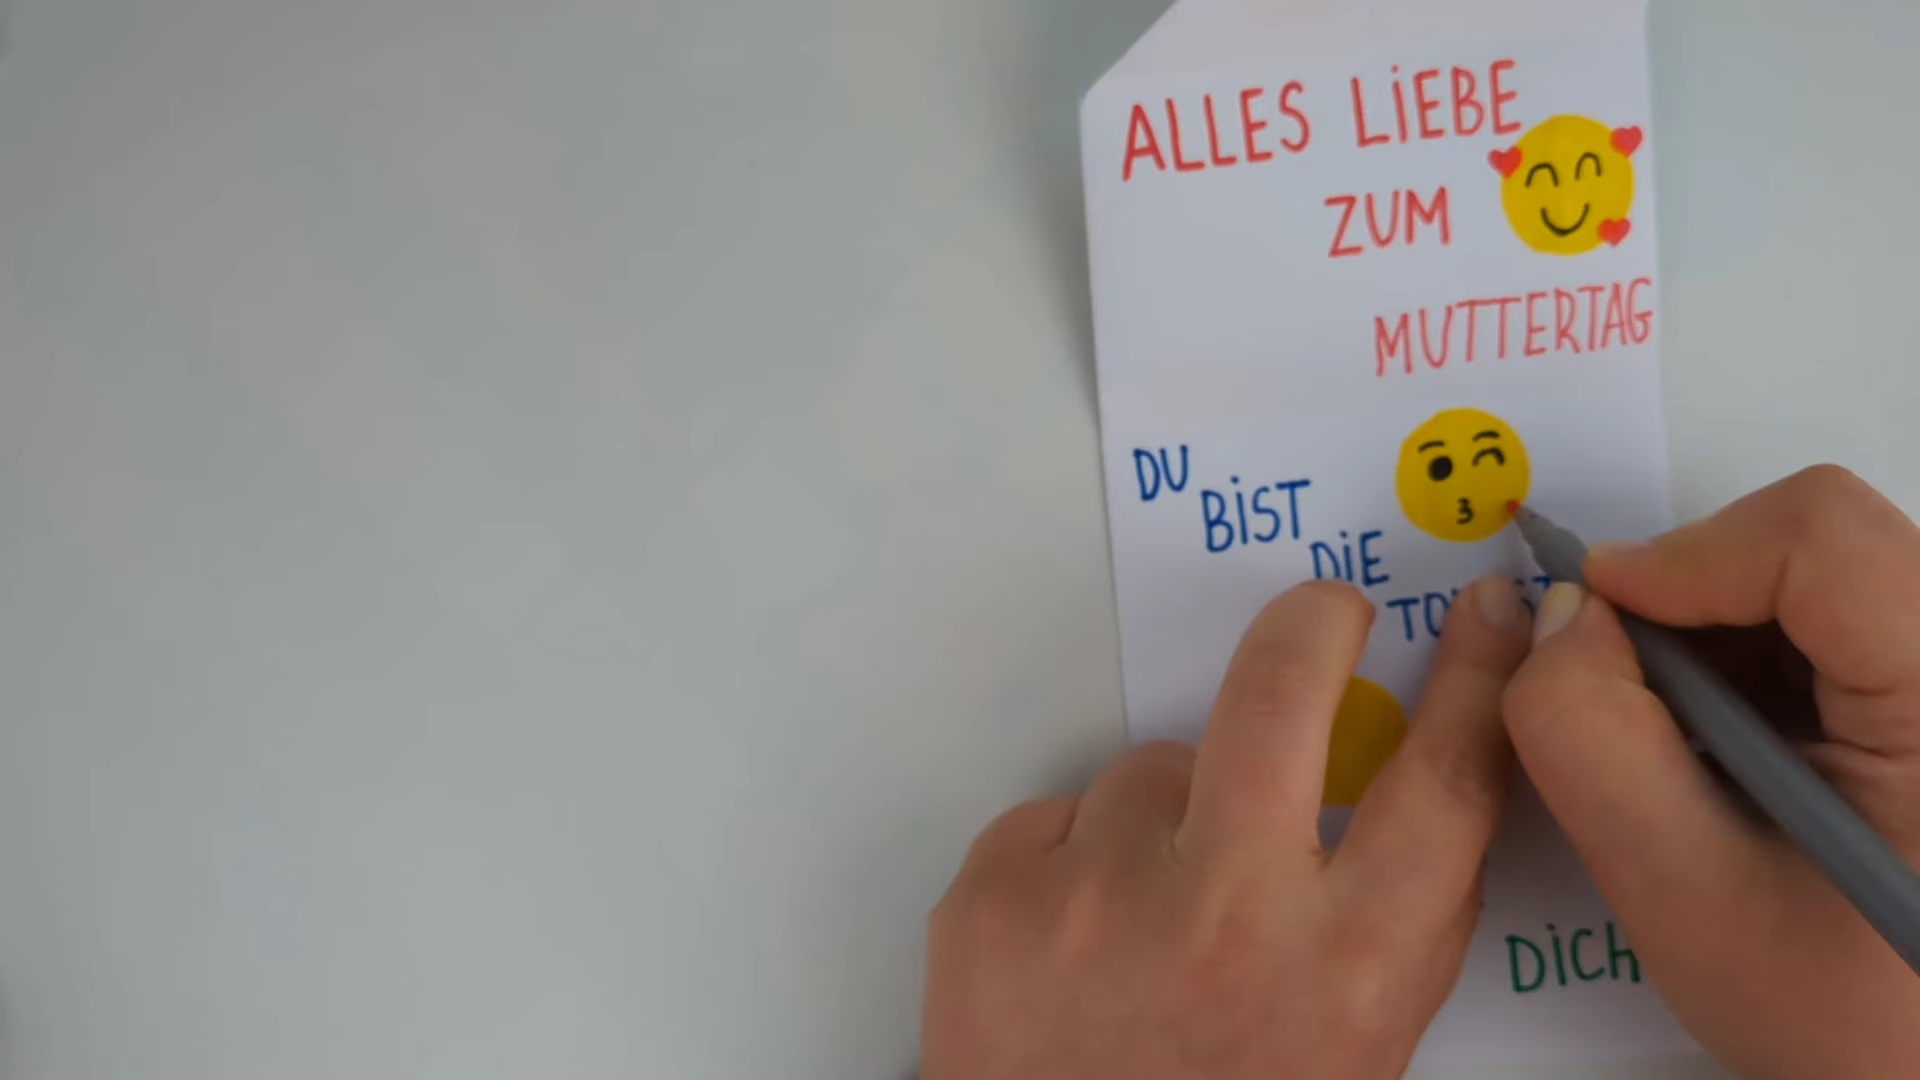 ALLES LiEBE
ZUM
MUTTERTAG
DU
BiST
DiE
DiCH